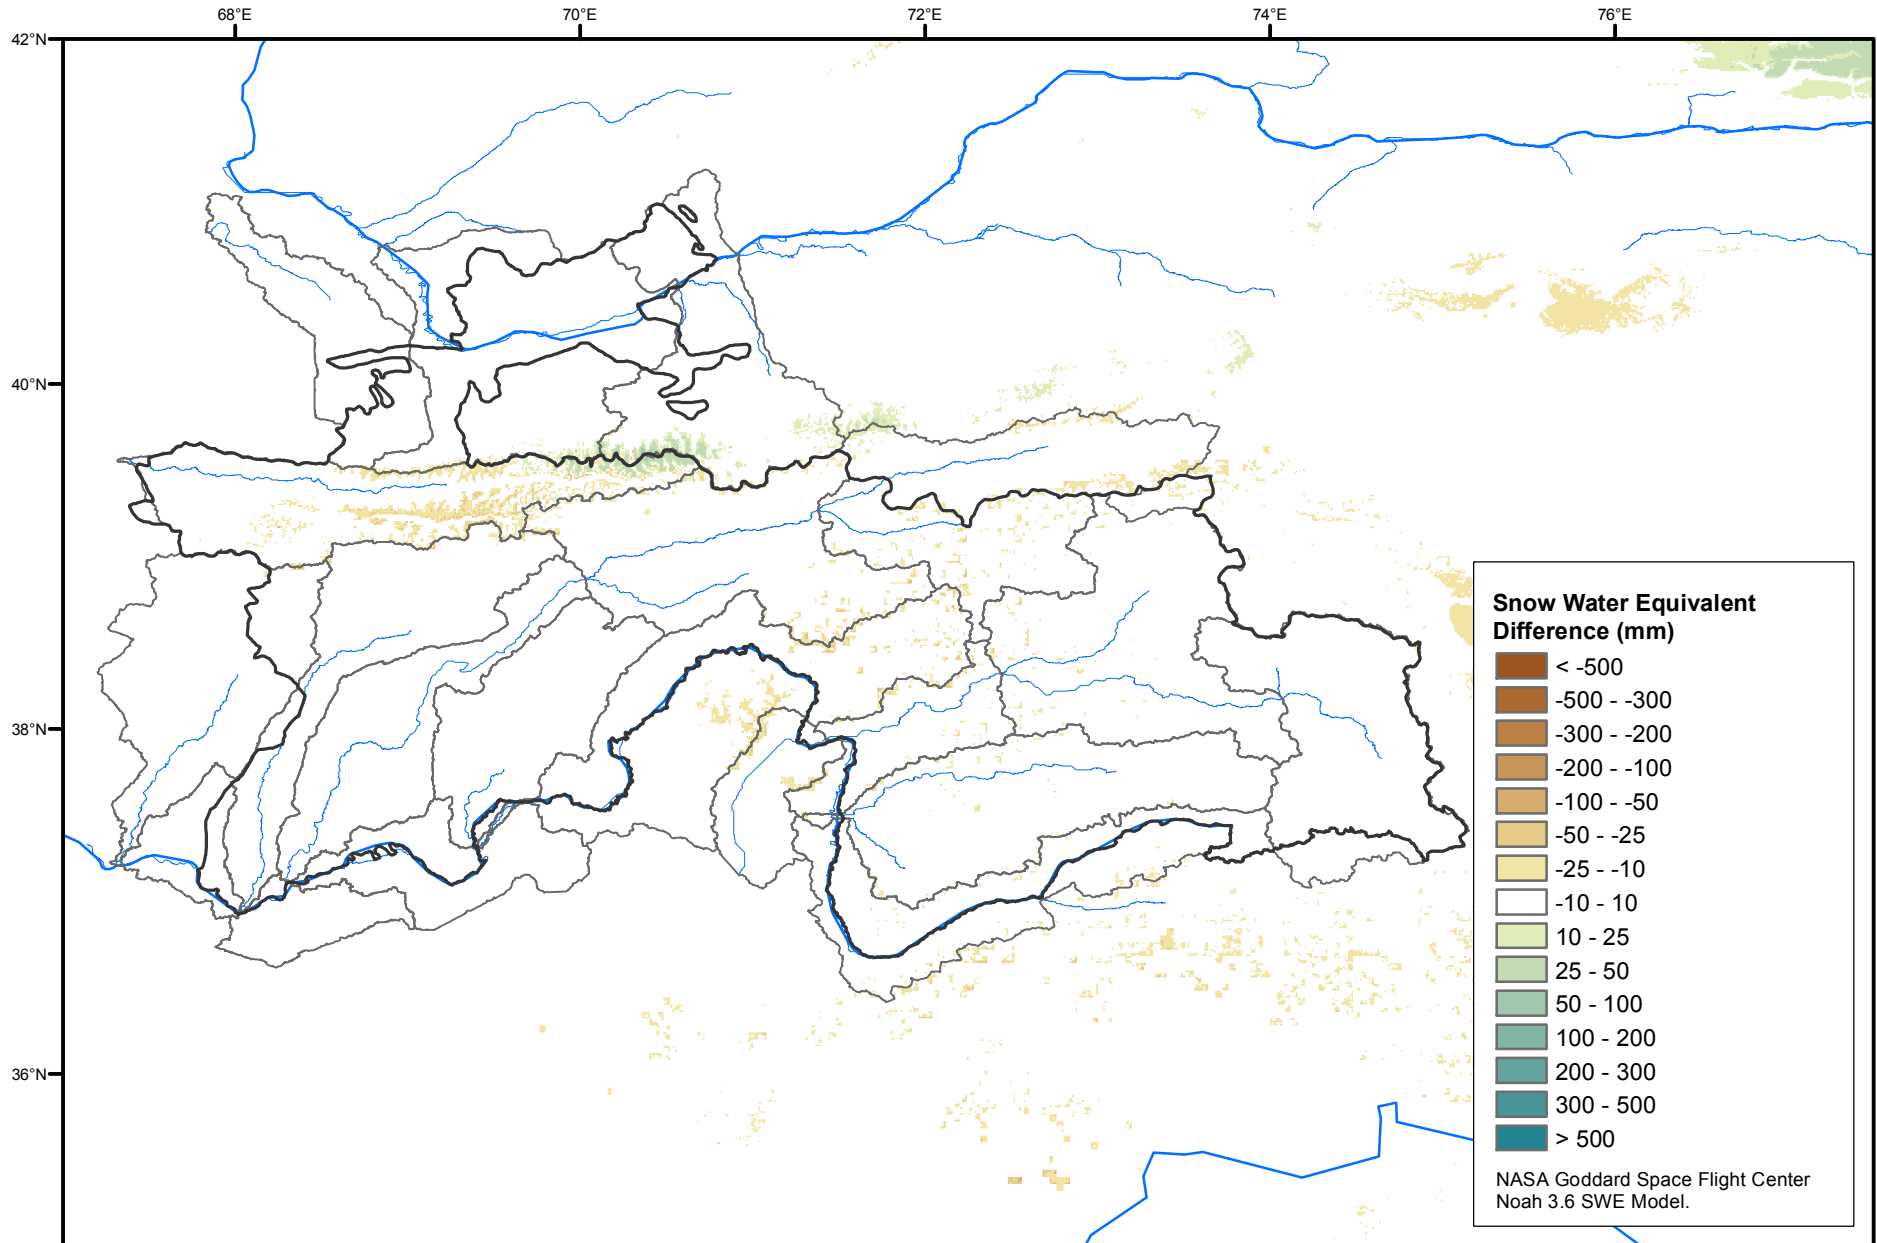 68°E
70°E
72°E
74°E
76°E
42°N
40°N
38°N
36°N
Snow Water Equivalent
Difference (mm)
< -500
-500 - -300
-300 - -200
-200 - -100
-100 - -50
-50 - -25
-25 - -10
-10 - 10
10 - 25
25 - 50
50 - 100
100 - 200
200 - 300
300 - 500
> 500
NASA Goddard Space Flight Center
Noah 3.6 SWE Model.